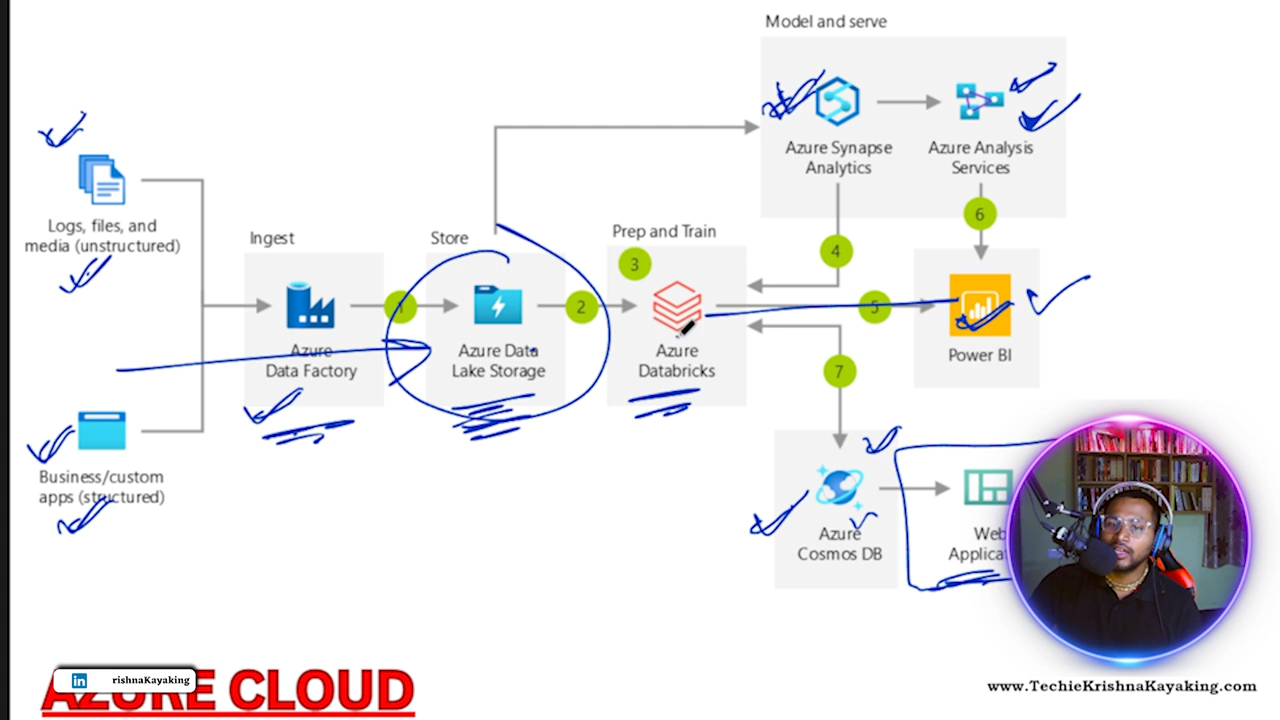 Model and serve
Azure Synapse
Analytics
Azure Analysis
Services
Logs, files, and
media (unstructured)
Ingest
Store
Prep and Train
3
4
6
1
2
5
Azure
Data Factory
Azure Data
Lake Storage
Azure
Databricks
Power BI
7
Business/custom
apps (structured)
Azure
Cosmos DB
Web
in rishnaKayaking
AZURE CLOUD
www.TechieKrishnaKayaking.com